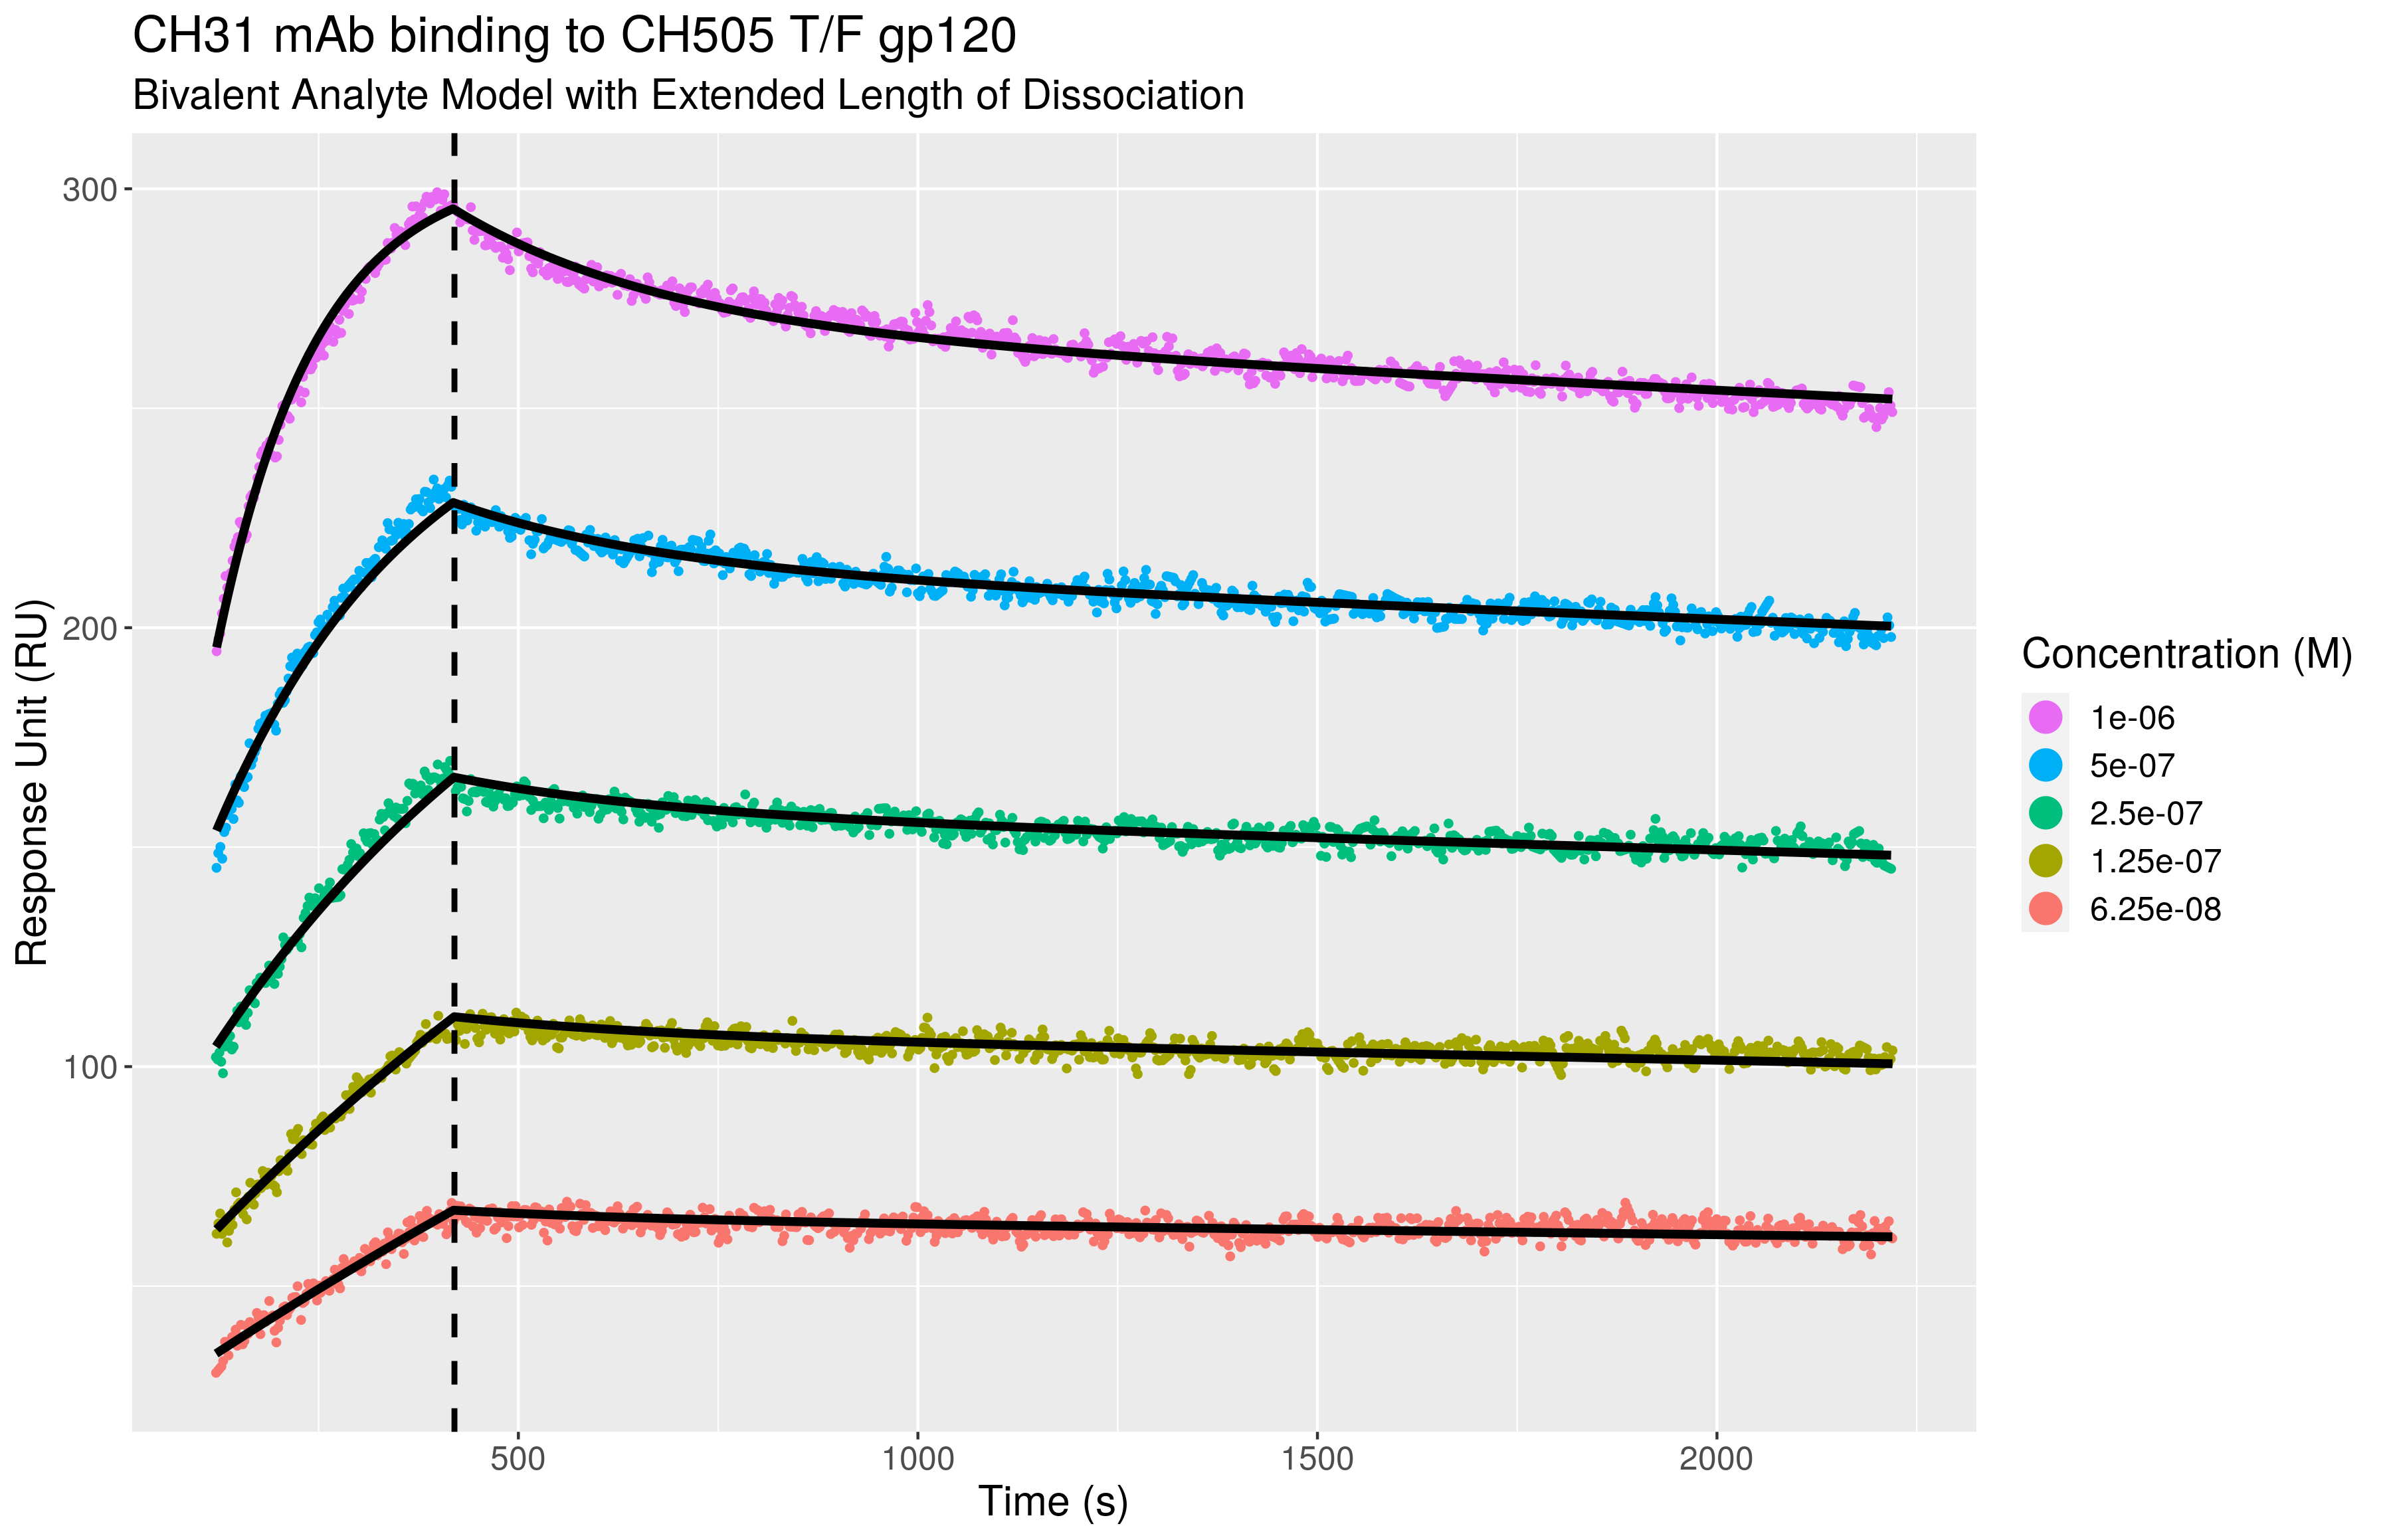 CH31 mAb binding to CH505 T/F gp120
Bivalent Analyte Model with Extended Length of Dissociation
Response Unit (RU)
300
200
100
500
1000
1500
2000
Time (s)
Concentration (M)
1e-06
5e-07
2.5e-07
1.25e-07
6.25e-08